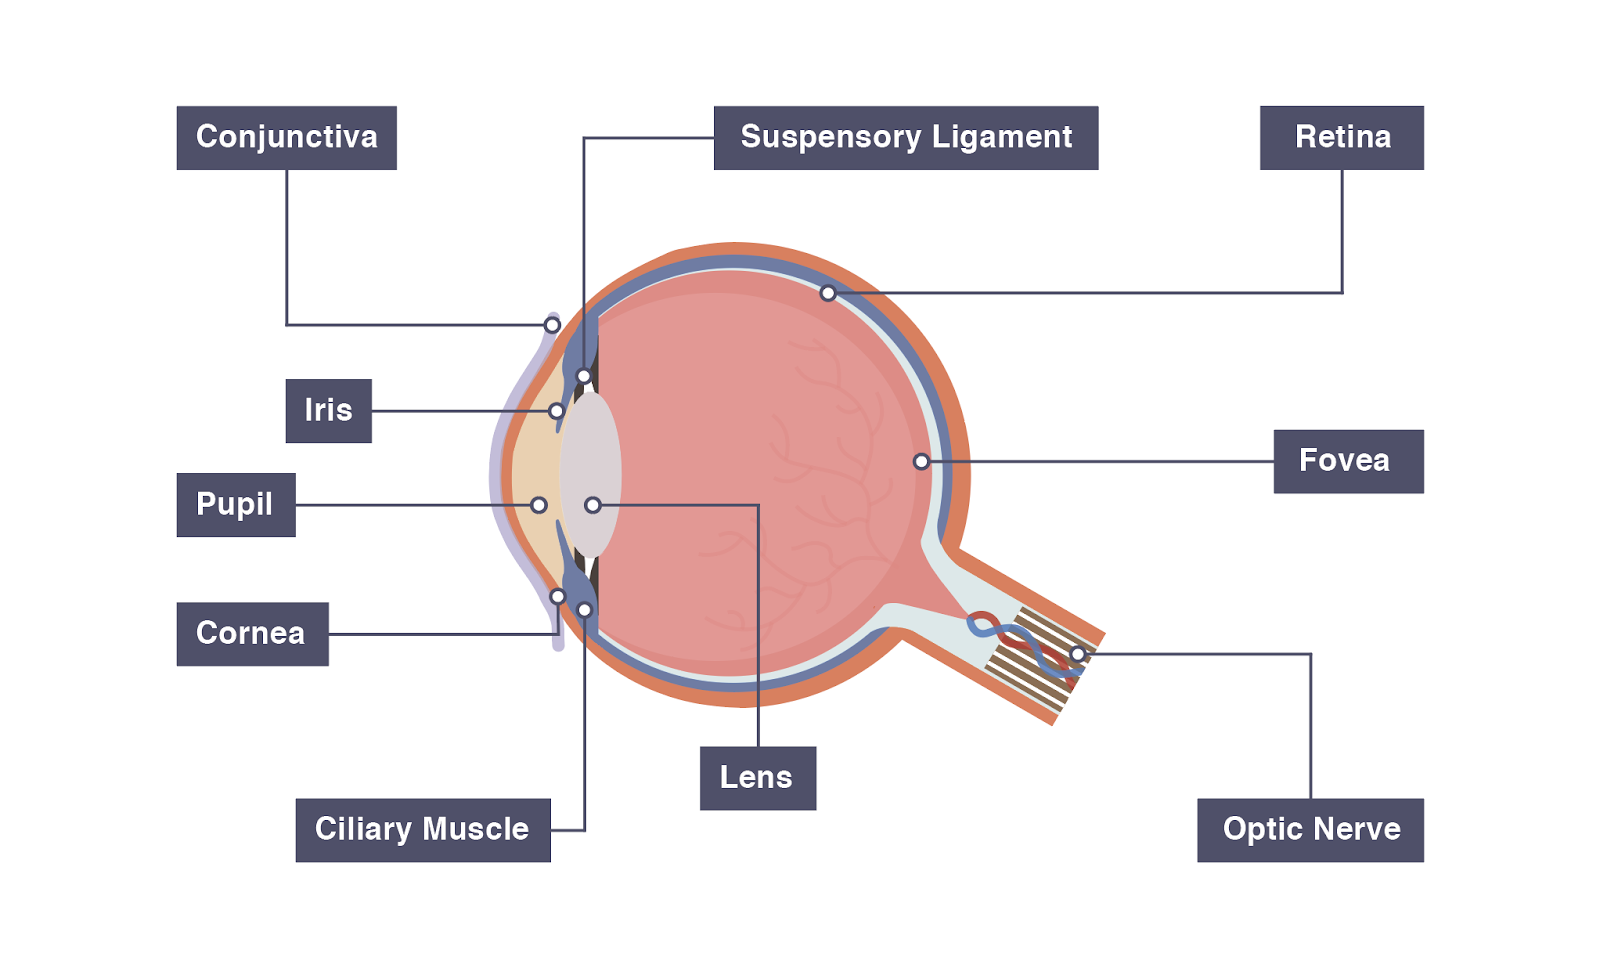 Conjunctiva
Suspensory Ligament
Retina
Iris
Fovea
Pupil
Cornea
Lens
Ciliary Muscle
Optic Nerve